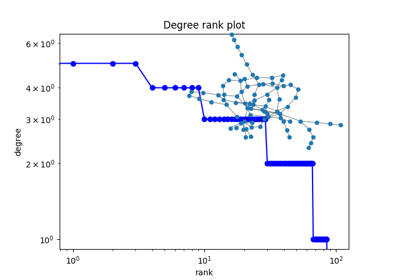 Degree rank plot
6 × 10⁰
4 × 10⁰
3 × 10⁰
2 × 10⁰
10⁰
degree
10⁰ 10¹ 10²
rank